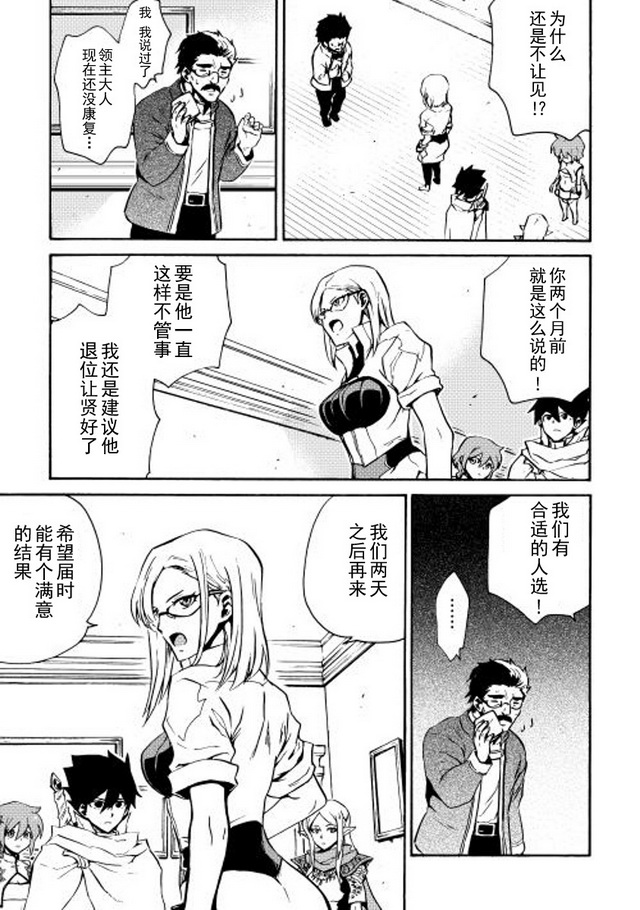 为什么
还是不让见!?
我 我说过了
领主大人
现在还没康复…
你两个月前
就是这么说的！
要是他一直
这样不管事
我还是建议他
退位让贤好了
我们有
合适的人选！
……
我们两天
之后再来
希望届时
能有个满意
的结果